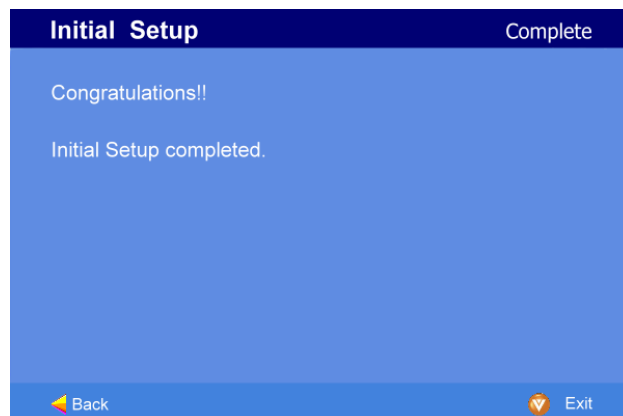 Initial Setup Complete
Congratulations!!
Initial Setup completed.
Back Exit